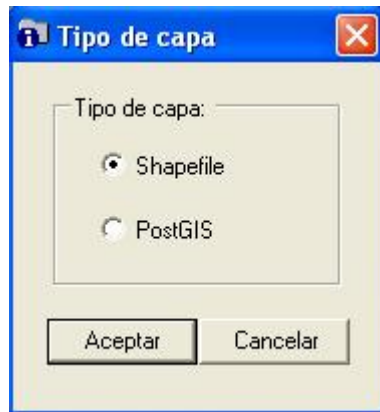 Tipo de capa
Tipo de capa:
Shapefile
PostGIS
Aceptar Cancelar